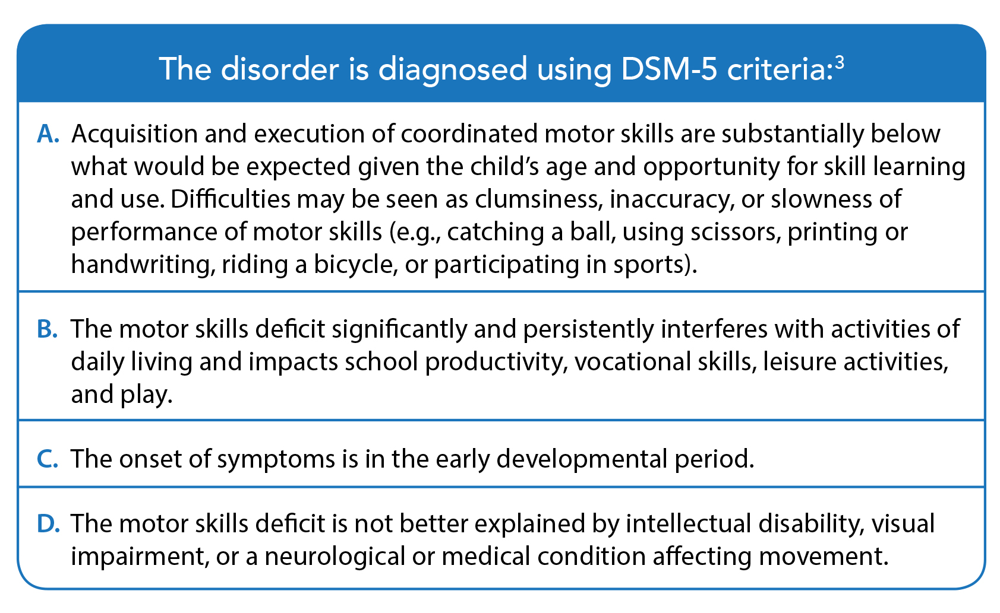 The disorder is diagnosed using DSM-5 criteria:³
A. Acquisition and execution of coordinated motor skills are substantially below
what would be expected given the child’s age and opportunity for skill learning
and use. Difficulties may be seen as clumsiness, inaccuracy, or slowness of
performance of motor skills (e.g., catching a ball, using scissors, printing or
handwriting, riding a bicycle, or participating in sports).
B. The motor skills deficit significantly and persistently interferes with activities of
daily living and impacts school productivity, vocational skills, leisure activities,
and play.
C. The onset of symptoms is in the early developmental period.
D. The motor skills deficit is not better explained by intellectual disability, visual
impairment, or a neurological or medical condition affecting movement.